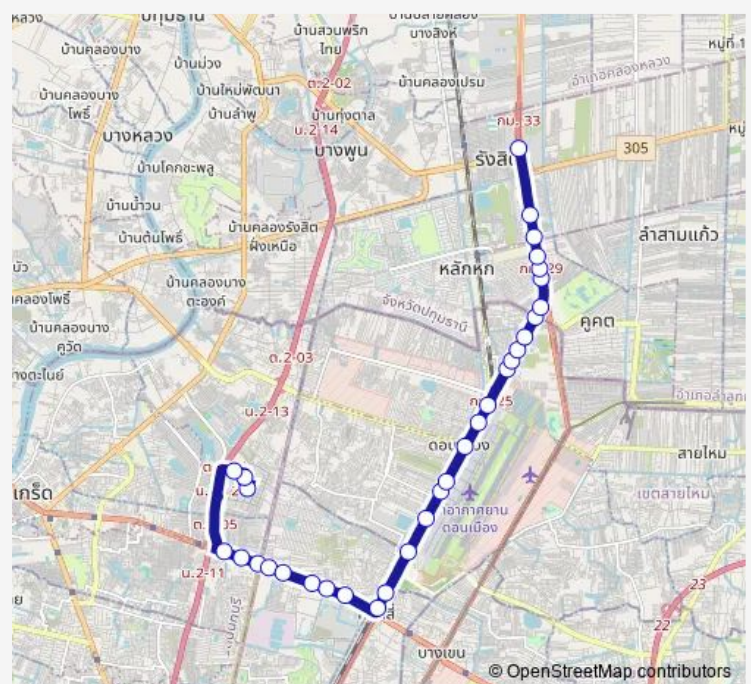 ปทุมธานี
บ้านสวนพริก
ไทย
บางสิงห์
หมู่ที่ 1
บ้านคลองบาง
โพธิ์
บ้านม่วง
ต.2-02
บ้านคลองเปรม
อำเภอคลองหลวง
บ้านใหม่พัฒนา
บ้านลำพู
น.2-14
บ้านทุ่งตาล
กม. 33
บางหลวง
บางพูน
รังสิต
305
บ้านโคกชะพลู
บ้านน้ำวน
บ้านต้นโพธิ์
บ้านคลองรังสิต
ฝั่งเหนือ
ลำสามแก้ว
หลักหก
กม. 29
บ้านคลองบาง
ตะองค์
จังหวัดปทุมธานี
คูคต
บ้านคลองบาง
คูวัด
ต.2-03
น.2-13
กม. 25
ดอนเมือง
สายไหม
เขตสายไหม
เกร็ด
ท่าอากาศยาน
ดอนเมือง
น.2-11
23
22
บางเขน
© OpenStreetMap contributors